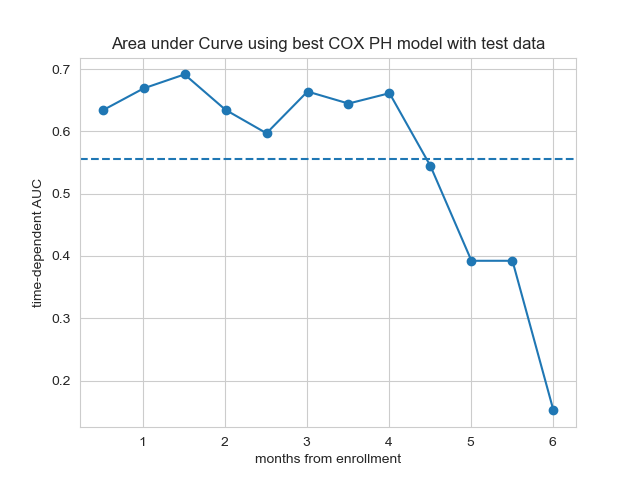 Area under Curve using best COX PH model with test data
time-dependent AUC
0.7
0.6
0.5
0.4
0.3
0.2
1 2 3 4 5 6
months from enrollment